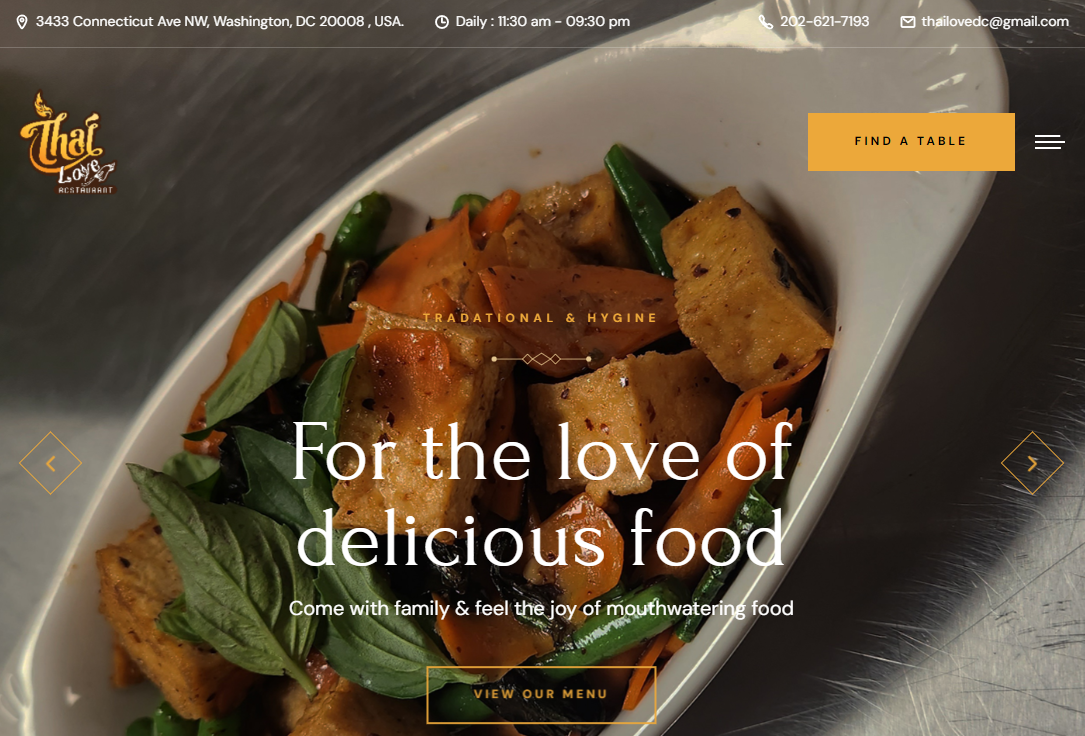 3433 Connecticut Ave NW, Washington, DC 20008 , USA. Daily : 11:30 am - 09:30 pm 202-621-7193 thailovedc@gmail.com
Thai
Love
RESTAURANT
FIND A TABLE
TRADATIONAL & HYGINE
For the love of
delicious food
Come with family & feel the joy of mouthwatering food
VIEW OUR MENU